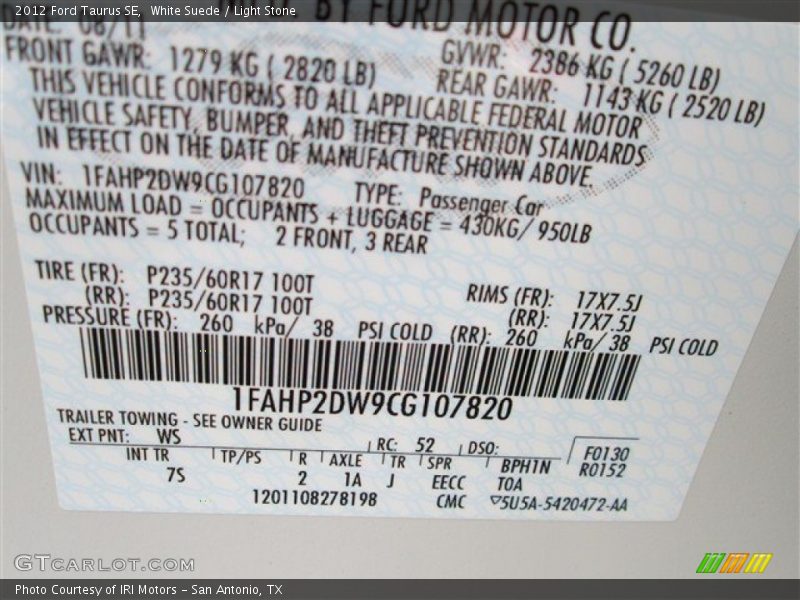 2012 Ford Taurus SE, White Suede / Light Stone
DATE: 08/11 BY FORD MOTOR CO.
FRONT GAWR: 1279 KG ( 2820 LB) GVWR: 2386 KG ( 5260 LB)
REAR GAWR: 1143 KG ( 2520 LB)
THIS VEHICLE CONFORMS TO ALL APPLICABLE FEDERAL MOTOR
VEHICLE SAFETY, BUMPER, AND THEFT PREVENTION STANDARDS
IN EFFECT ON THE DATE OF MANUFACTURE SHOWN ABOVE.
VIN: 1FAHP2DW9CG107820 TYPE: Passenger Car
MAXIMUM LOAD = OCCUPANTS + LUGGAGE = 430KG/ 950LB
OCCUPANTS = 5 TOTAL; 2 FRONT, 3 REAR
TIRE (FR): P235/60R17 100T RIMS (FR): 17X7.5J
(RR): P235/60R17 100T (RR): 17X7.5J
PRESSURE (FR): 260 kPa/ 38 PSI COLD (RR): 260 kPa/ 38 PSI COLD
1FAHP2DW9CG107820
TRAILER TOWING - SEE OWNER GUIDE
EXT PNT: WS RC: 52 DSO: F0130
R0152
INT TR TP/PS R AXLE TR SPR BPH1N
7S 2 1A J EECC TOA
1201108278198 CMC ▽5U5A-5420472-AA
GTCARLOT.COM
Photo Courtesy of IRI Motors - San Antonio, TX